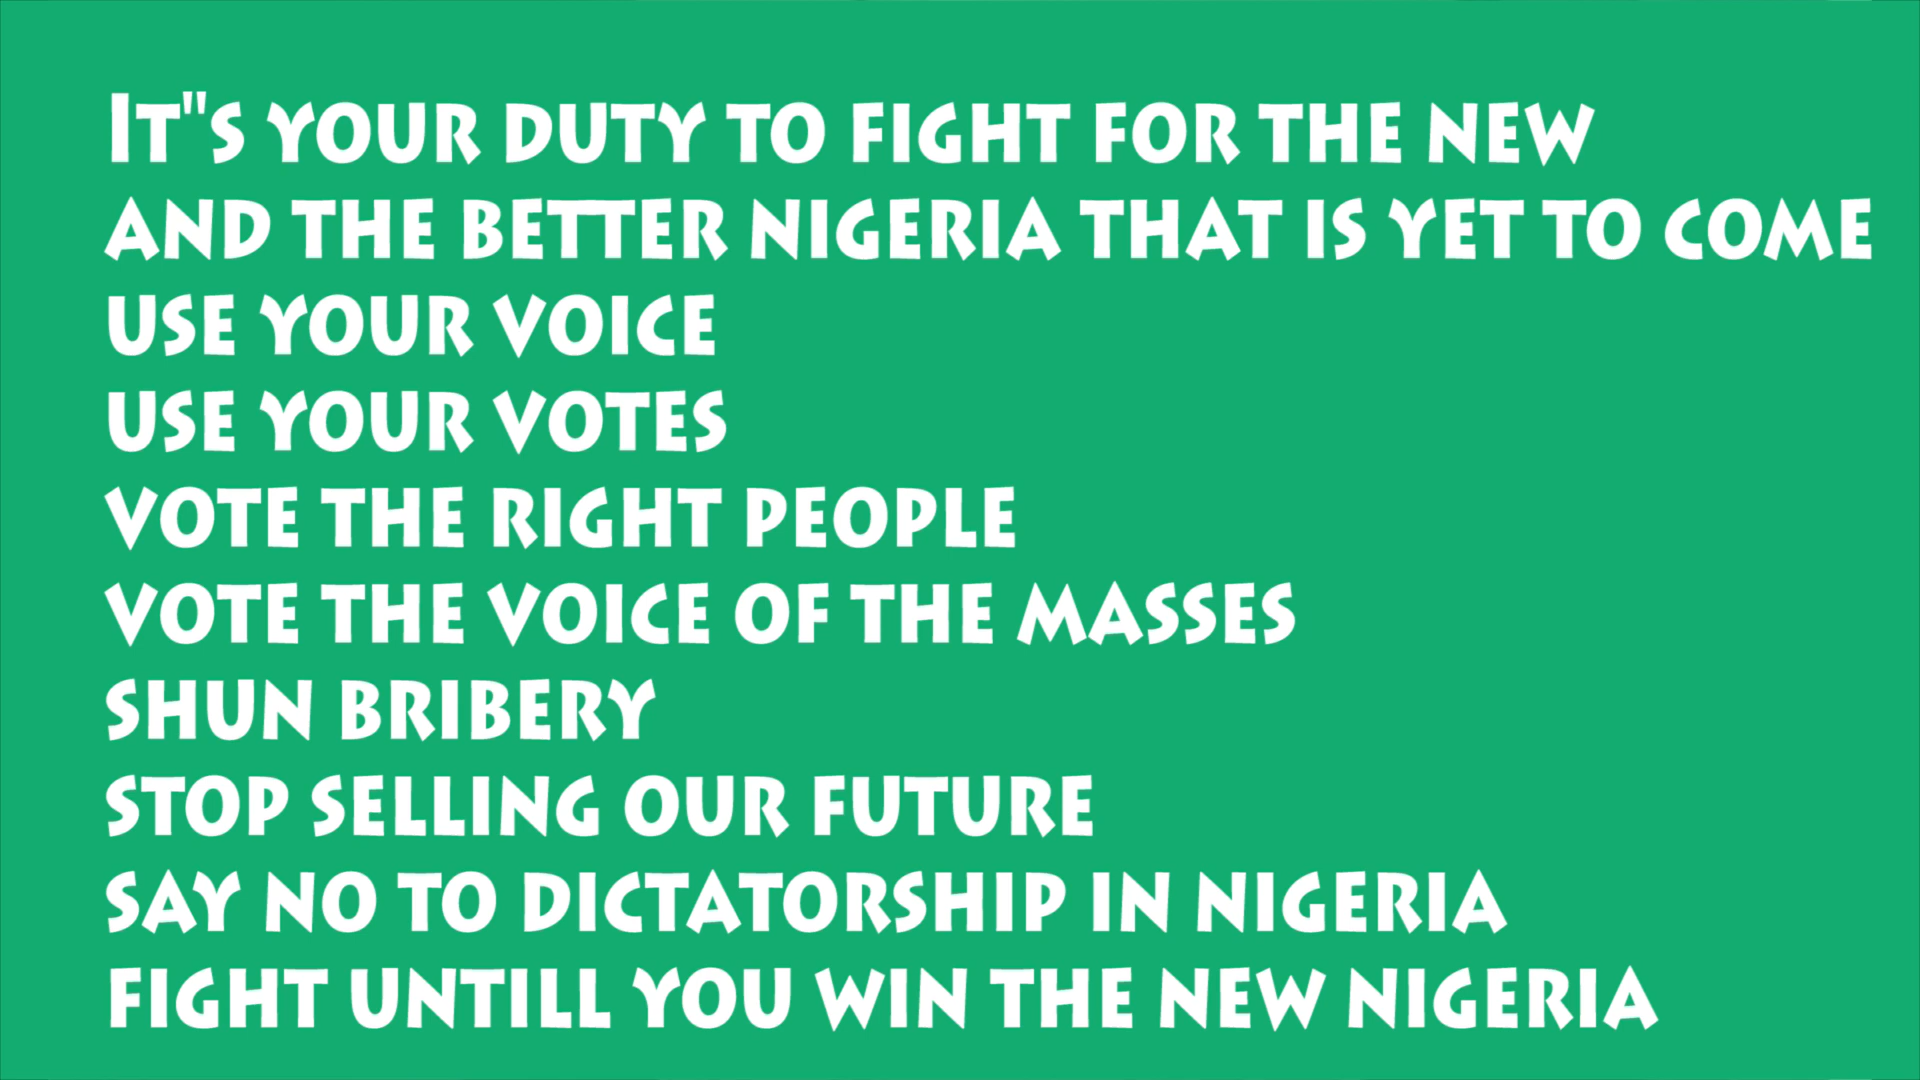 It"s your duty to fight for the new
and the better Nigeria that is yet to come
use your voice
use your votes
vote the right people
vote the voice of the masses
shun bribery
stop selling our future
say no to dictatorship in Nigeria
fight untill you win the new Nigeria